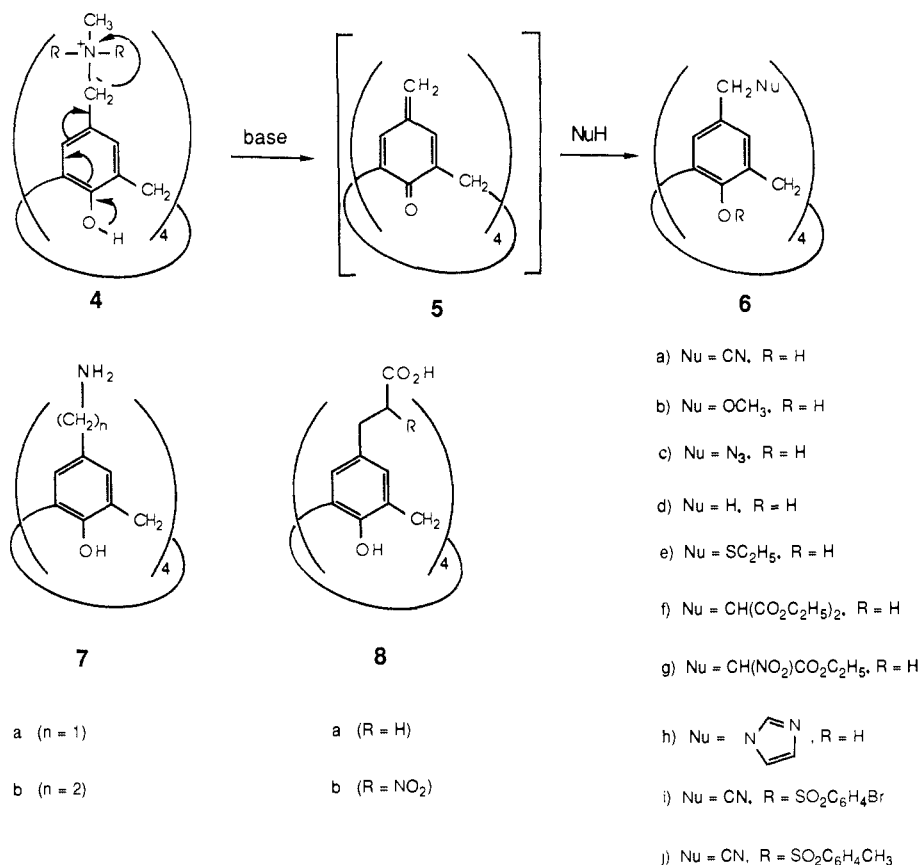 CH₃
R—N⁺—R
CH₂
CH₂
O
H
4
4
base
CH₂
CH₂
O
4
5
NuH
CH₂Nu
CH₂
OR
4
6
NH₂
(CH₂)n
CH₂
OH
4
7
a (n = 1)
b (n = 2)
CO₂H
R
CH₂
OH
4
8
a (R = H)
b (R = NO₂)
a) Nu = CN. R = H
b) Nu = OCH₃. R = H
c) Nu = N₃. R = H
d) Nu = H. R = H
e) Nu = SC₂H₅. R = H
f) Nu = CH(CO₂C₂H₅)₂. R = H
g) Nu = CH(NO₂)CO₂C₂H₅. R = H
h) Nu = N N , R = H
i) Nu = CN. R = SO₂C₆H₄Br
j) Nu = CN. R = SO₂C₆H₄CH₃